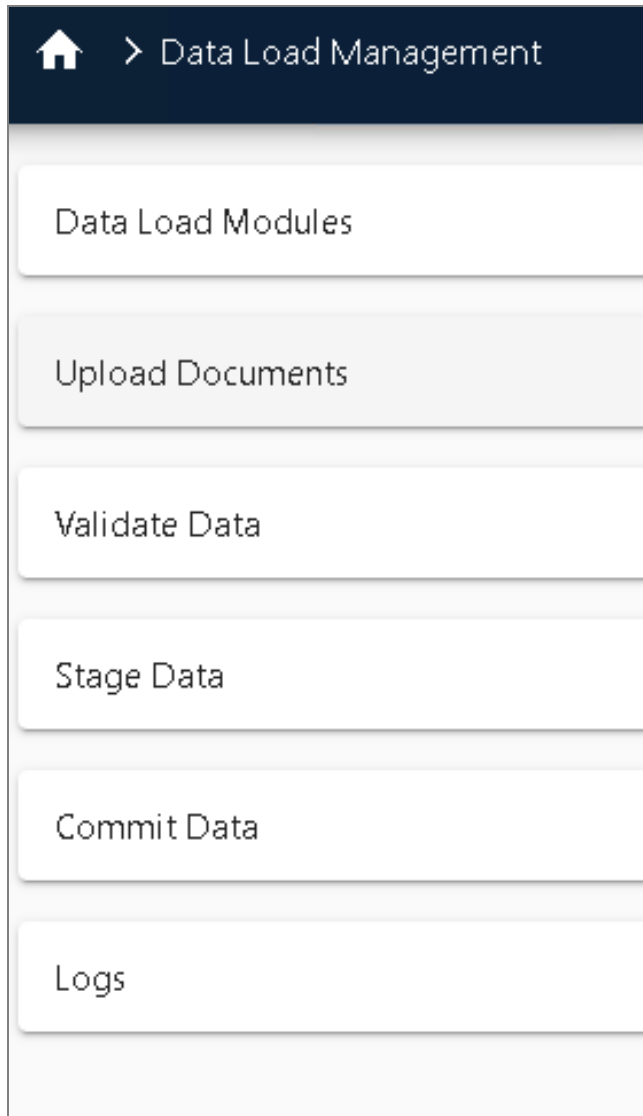 > Data Load Management
Data Load Modules
Upload Documents
Validate Data
Stage Data
Commit Data
Logs